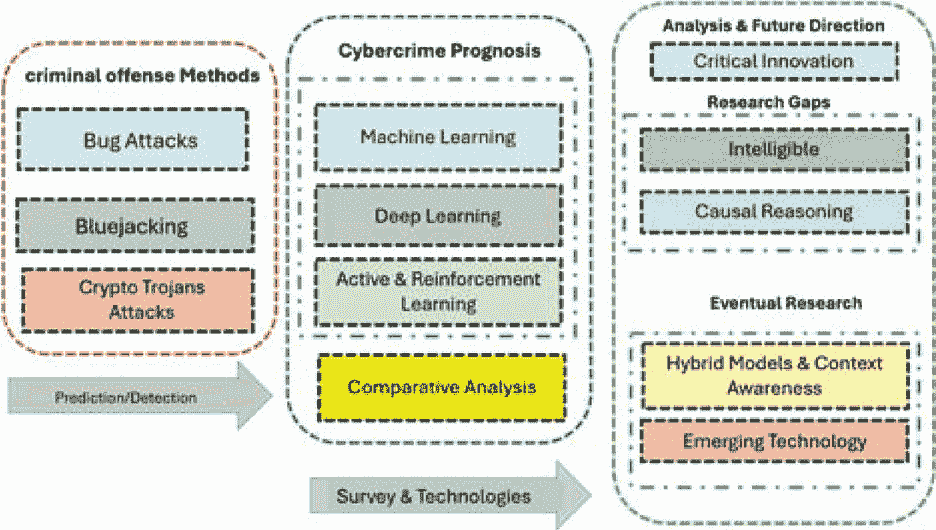 criminal offense Methods
Bug Attacks
Bluejacking
Crypto Trojans
Attacks
Prediction/Detection
Cybercrime Prognosis
Machine Learning
Deep Learning
Active & Reinforcement
Learning
Comparative Analysis
Survey & Technologies
Analysis & Future Direction
Critical Innovation
Research Gaps
Intelligible
Causal Reasoning
Eventual Research
Hybrid Models & Context
Awareness
Emerging Technology